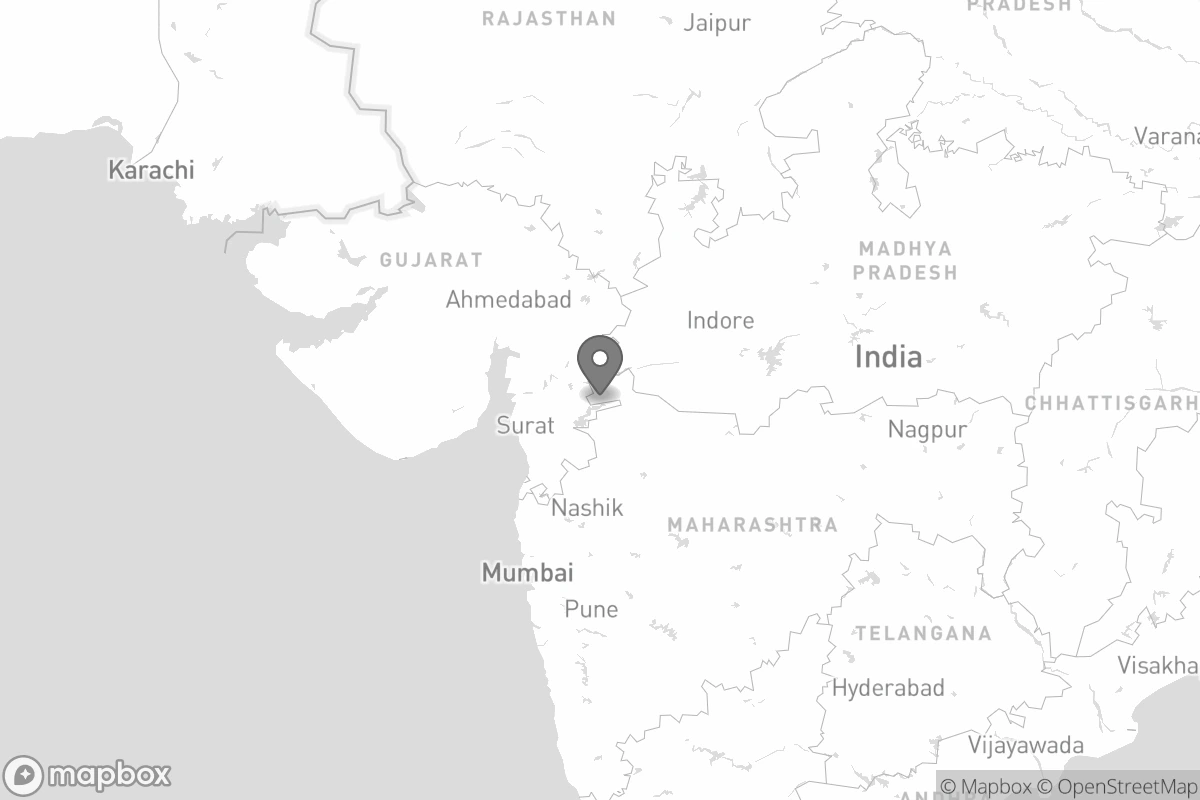 PRADESH
RAJASTHAN
Jaipur
Varana
Karachi
MADHYA
PRADESH
GUJARAT
Ahmedabad
Indore
India
CHHATTISGARH
Surat
Nagpur
Nashik
MAHARASHTRA
Mumbai
Pune
TELANGANA
Visakha
Hyderabad
Vijayawada
mapbox
© Mapbox © OpenStreetMap
ANDHRA